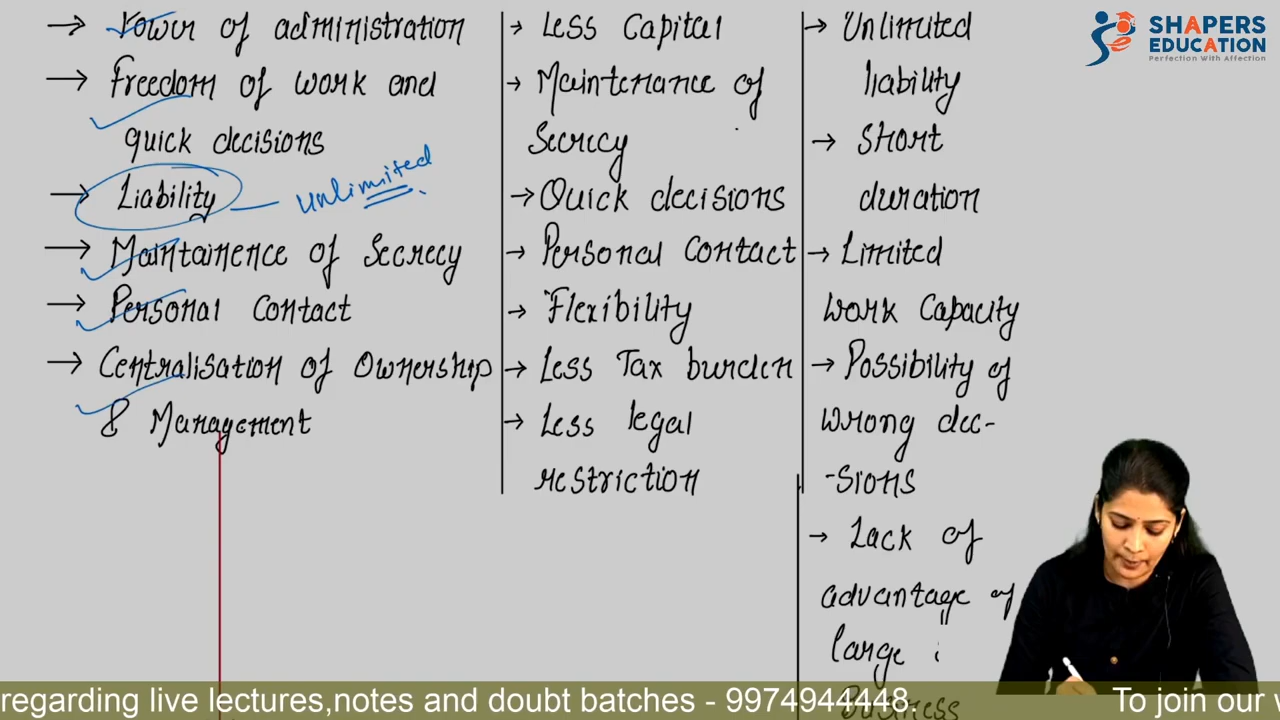 → Power of administration
→ Freedom of work and
quick decisions
→ Liability — unlimited.
→ Maintainence of Secrecy
→ Personal Contact
→ Centralisation of Ownership
& Management
→ Less Capital
→ Maintenance of
Secrecy
→ Quick decisions
→ Personal Contact
→ Flexibility
→ Less Tax burden
→ Less legal
restriction
→ Unlimited
liability
→ Short
duration
→ Limited
Work Capacity
→ Possibility of
wrong deci-
-sions
→ Lack of
advantage of
large
Business
SHAPERS
EDUCATION
Perfection With Affection
regarding live lectures,notes and doubt batches - 9974944448.
To join our